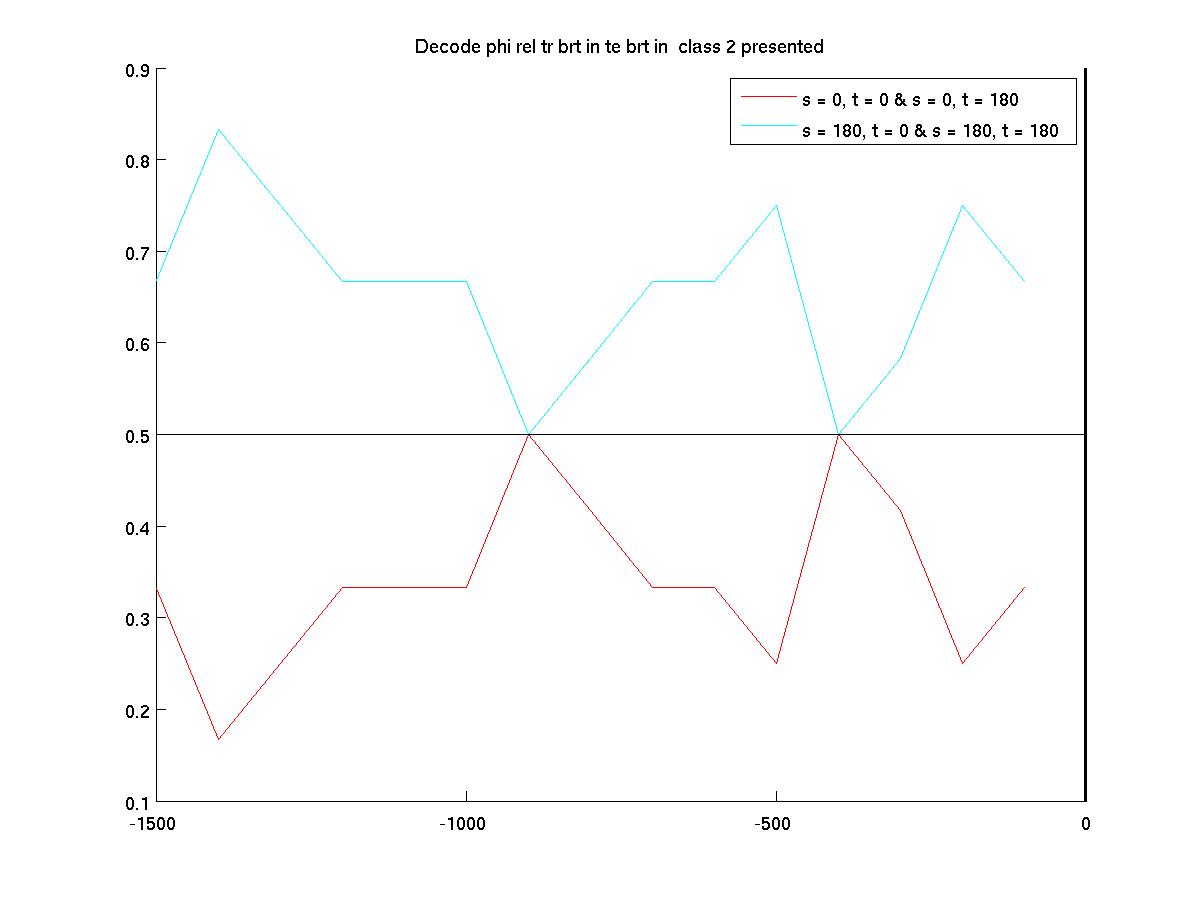 Decode phi rel tr brt in te brt in  class 2 presented
s = 0, t = 0 & s = 0, t = 180
s = 180, t = 0 & s = 180, t = 180
0.9
0.8
0.7
0.6
0.5
0.4
0.3
0.2
0.1
-1500 -1000 -500 0